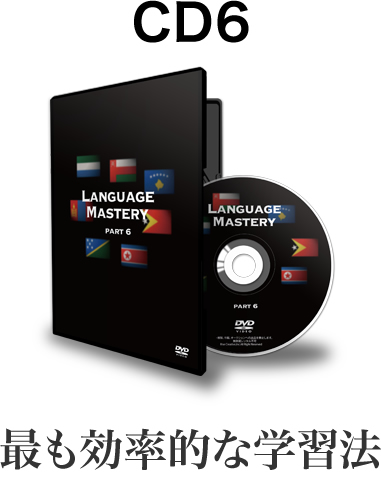 CD6
LANGUAGE
MASTERY
PART 6
DVD
LANGUAGE
MASTERY
PART 6
DVD
VIDEO
最も効率的な学習法